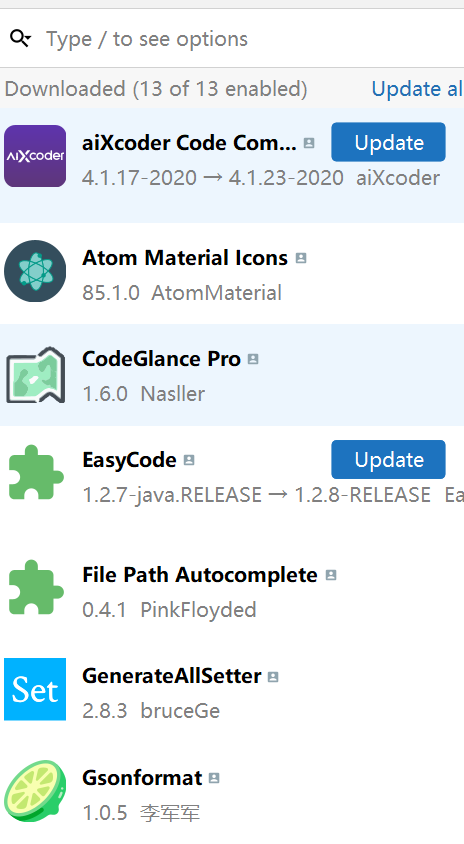 Type / to see options
Downloaded (13 of 13 enabled) Update al
aiXcoder
aiXcoder Code Com... Update
4.1.17-2020 → 4.1.23-2020 aiXcoder
Atom Material Icons
85.1.0 AtomMaterial
CodeGlance Pro
1.6.0 Nasller
EasyCode Update
1.2.7-java.RELEASE → 1.2.8-RELEASE Ea
File Path Autocomplete
0.4.1 PinkFloyded
Set
GenerateAllSetter
2.8.3 bruceGe
Gsonformat
1.0.5 李军军